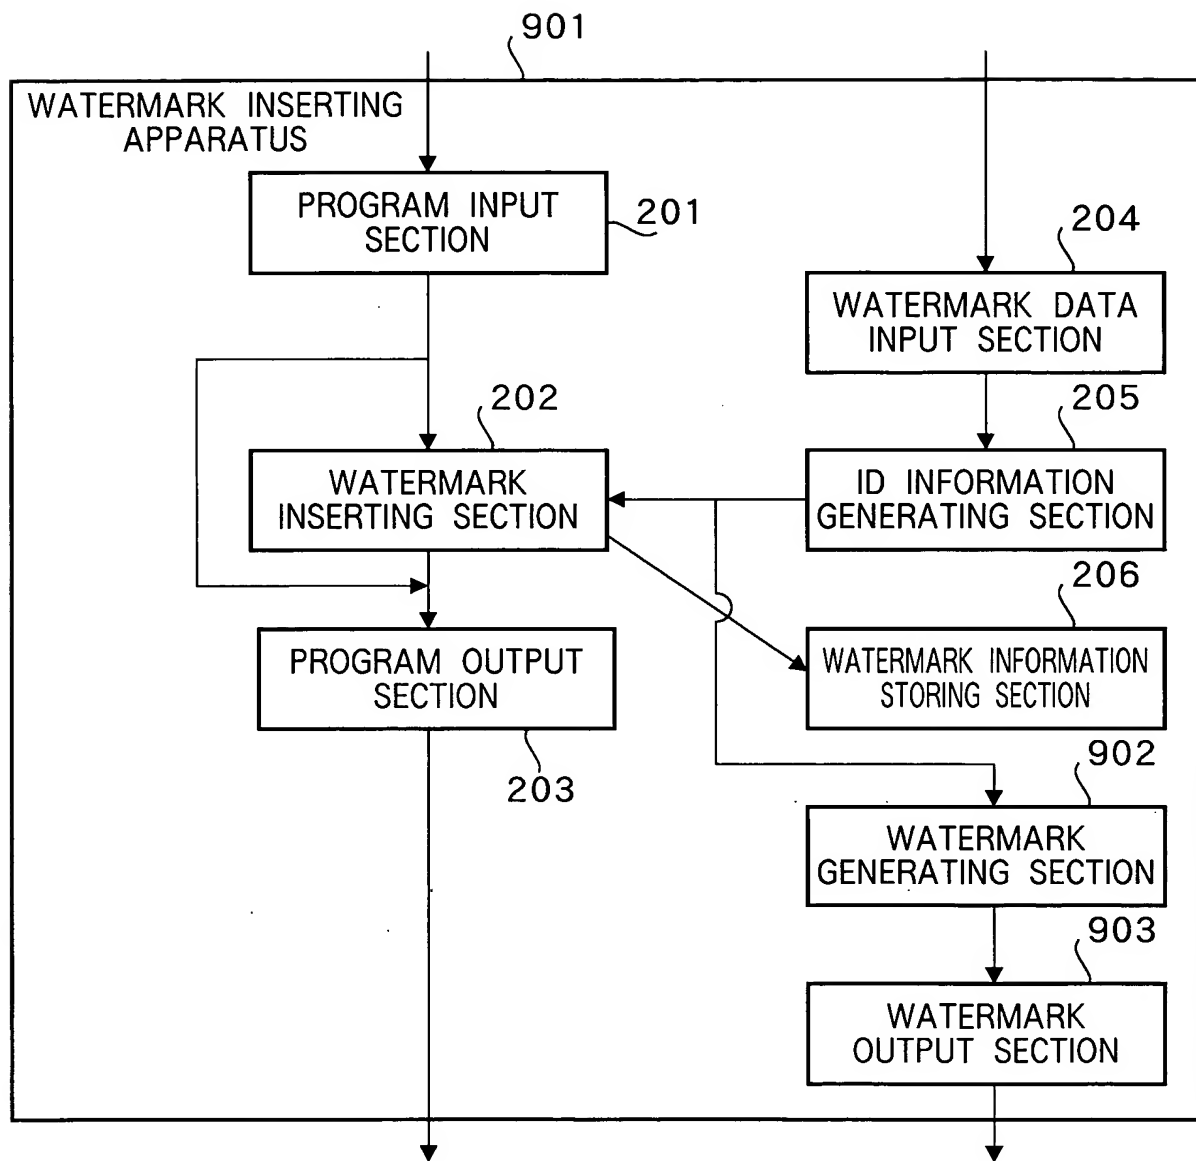 901
WATERMARK INSERTING
APPARATUS
PROGRAM INPUT
SECTION
201
204
WATERMARK DATA
INPUT SECTION
202
205
WATERMARK
INSERTING SECTION
ID INFORMATION
GENERATING SECTION
206
PROGRAM OUTPUT
SECTION
WATERMARK INFORMATION
STORING SECTION
203
902
WATERMARK
GENERATING SECTION
903
WATERMARK
OUTPUT SECTION